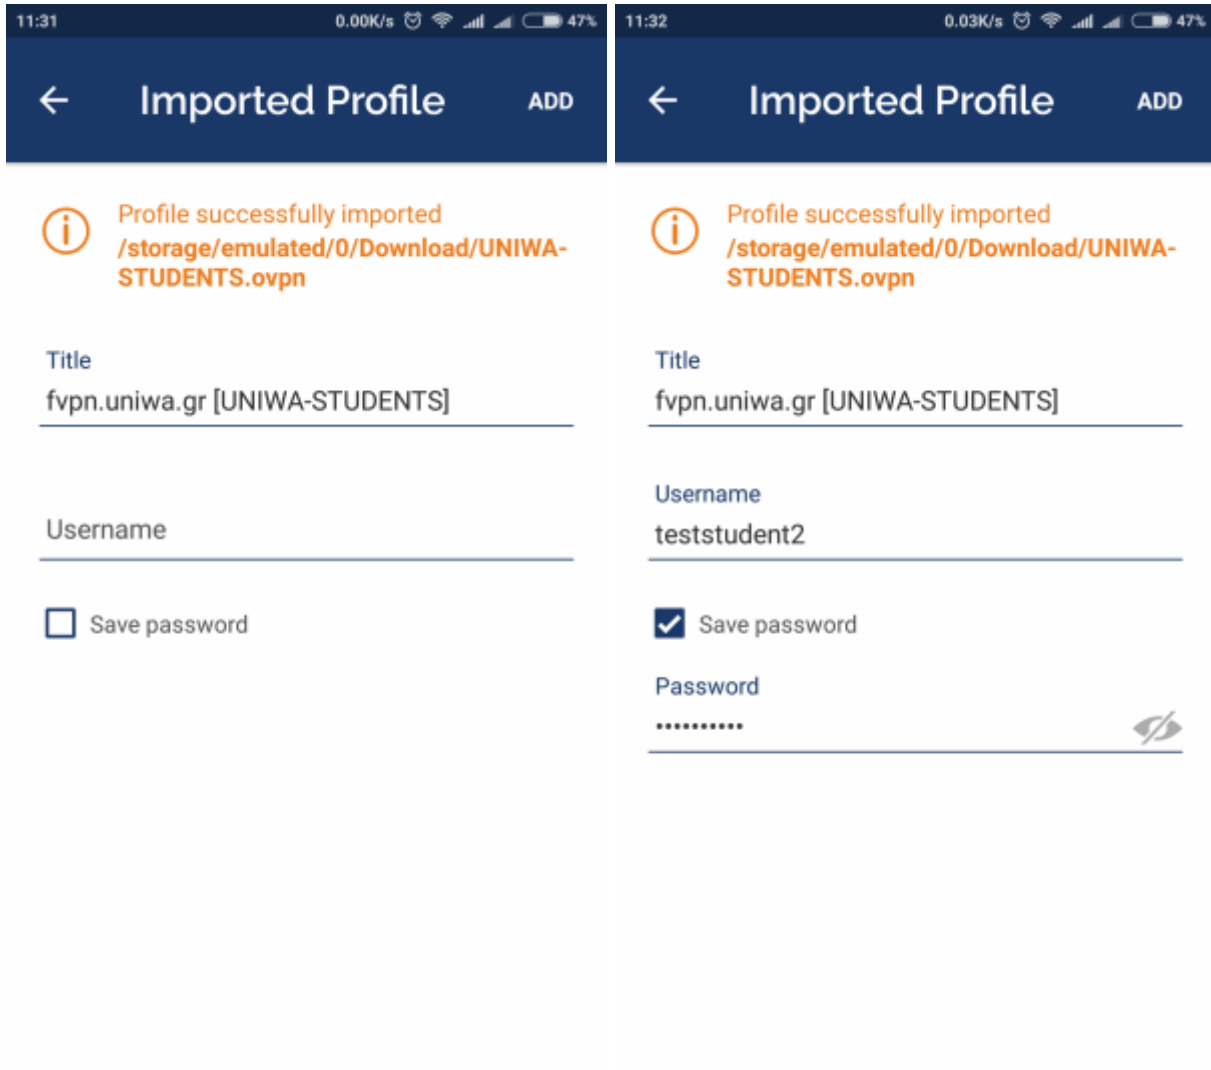 11:31 0.00K/s 47%
Imported Profile ADD
Profile successfully imported
/storage/emulated/0/Download/UNIWA-
STUDENTS.ovpn
Title
fvpn.uniwa.gr [UNIWA-STUDENTS]
Username
Save password
11:32 0.03K/s 47%
Imported Profile ADD
Profile successfully imported
/storage/emulated/0/Download/UNIWA-
STUDENTS.ovpn
Title
fvpn.uniwa.gr [UNIWA-STUDENTS]
Username
teststudent2
Save password
Password
••••••••••